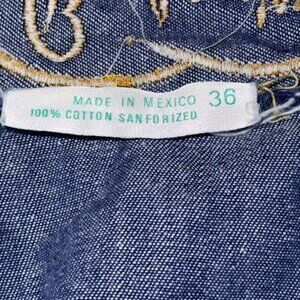 MADE IN MEXICO 36
100% COTTON SANFORIZED